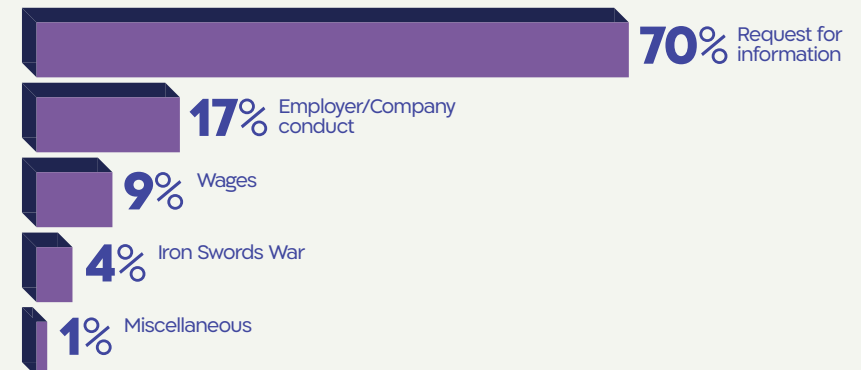 70% Request for
information
17% Employer/Company
conduct
9% Wages
4% Iron Swords War
1% Miscellaneous